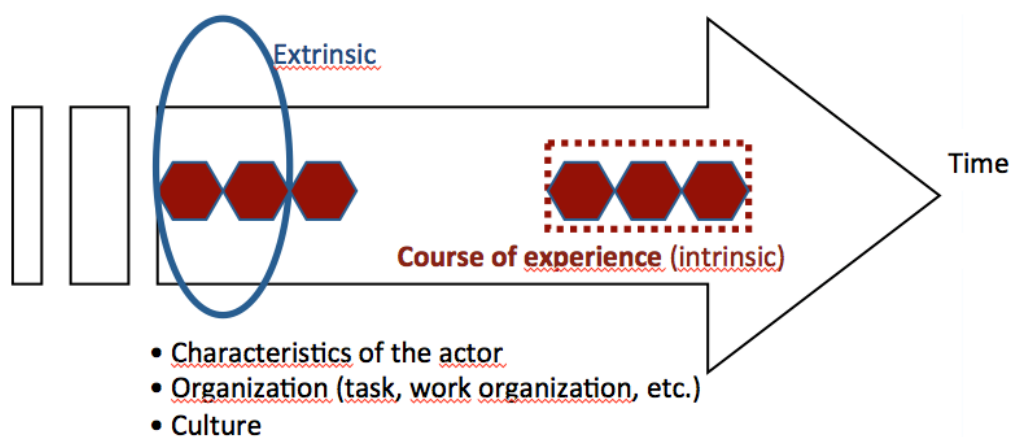 Extrinsic
Time
Course of experience (intrinsic)
• Characteristics of the actor
• Organization (task, work organization, etc.)
• Culture